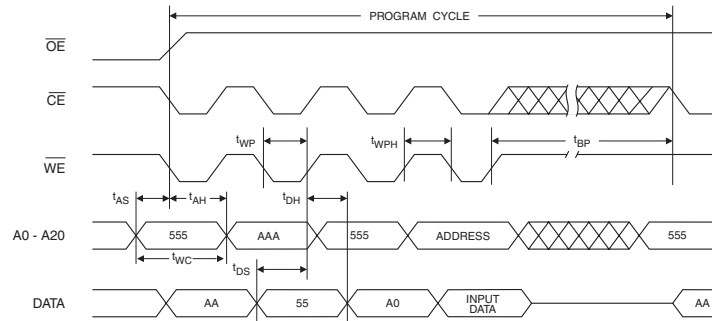 PROGRAM CYCLE
OE
CE
tWP
tWPH
tBP
WE
tAS
tAH
tDH
A0 - A20
555
AAA
555
ADDRESS
555
tWC
tDS
DATA
AA
55
A0
INPUT
DATA
AA